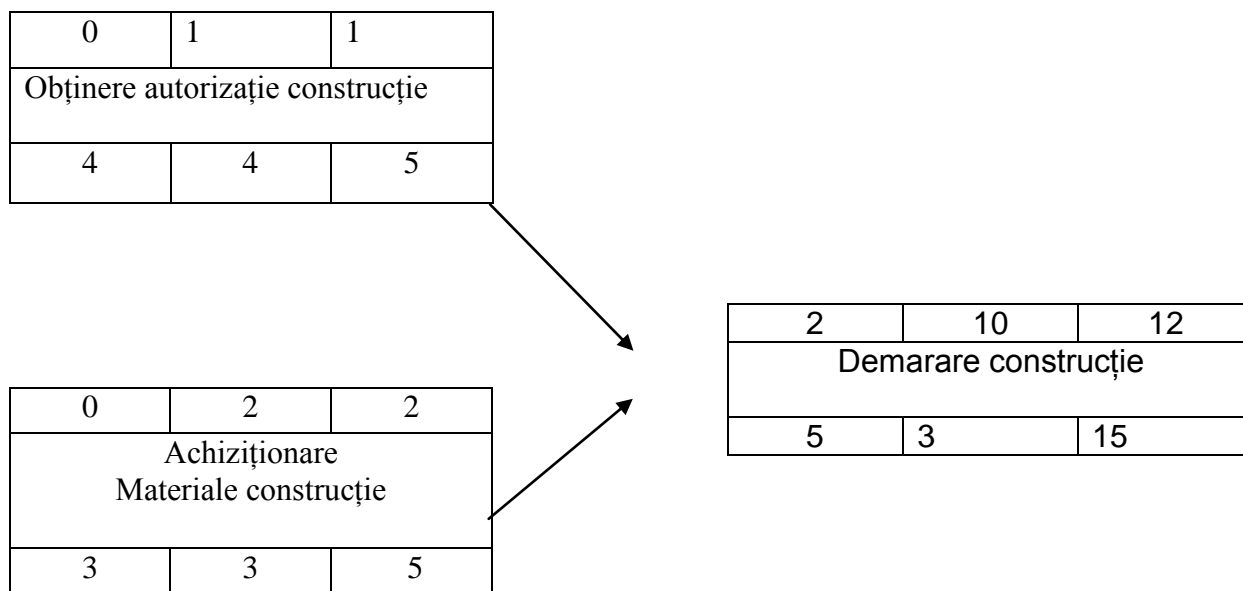 0 1 1
Obținere autorizație construcție
4 4 5
2 10 12
Demarare construcție
5 3 15
0 2 2
Achiziționare
Materiale construcție
3 3 5